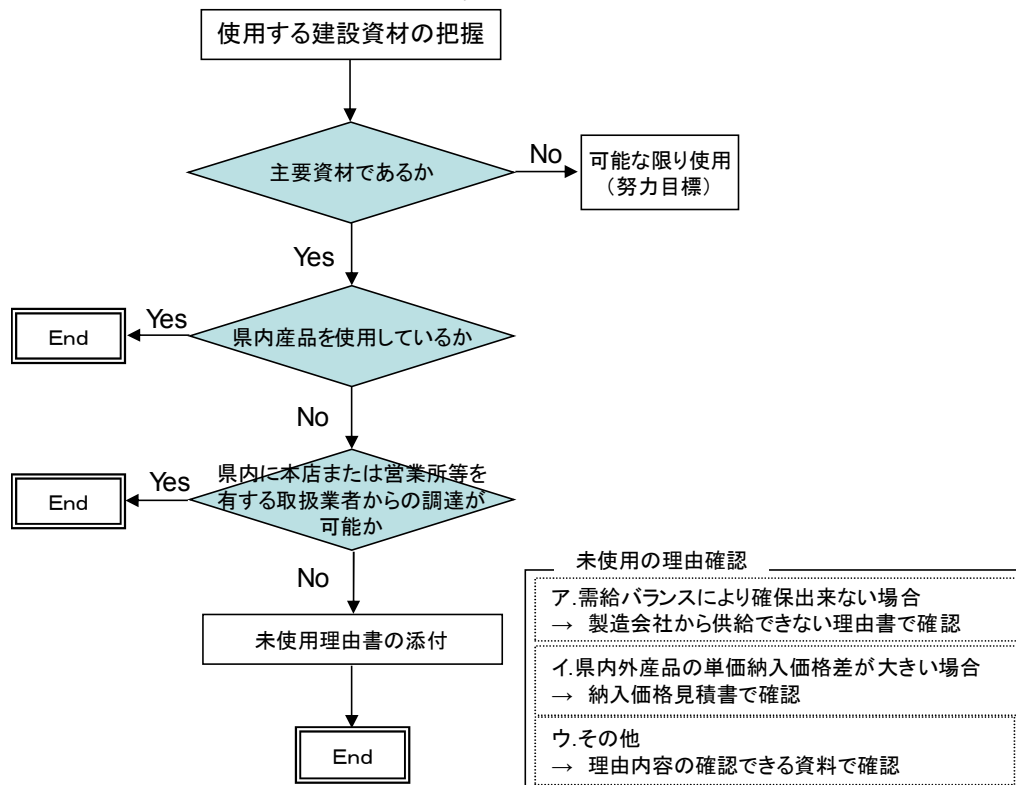 使用する建設資材の把握
主要資材であるか
No
可能な限り使用
（努力目標）
Yes
End
Yes
県内産品を使用しているか
No
End
Yes
県内に本店または営業所等を
有する取扱業者からの調達が
可能か
No
未使用理由書の添付
End
未使用の理由確認
ア.需給バランスにより確保出来ない場合
→ 製造会社から供給できない理由書で確認
イ.県内外産品の単価納入価格差が大きい場合
→ 納入価格見積書で確認
ウ.その他
→ 理由内容の確認できる資料で確認